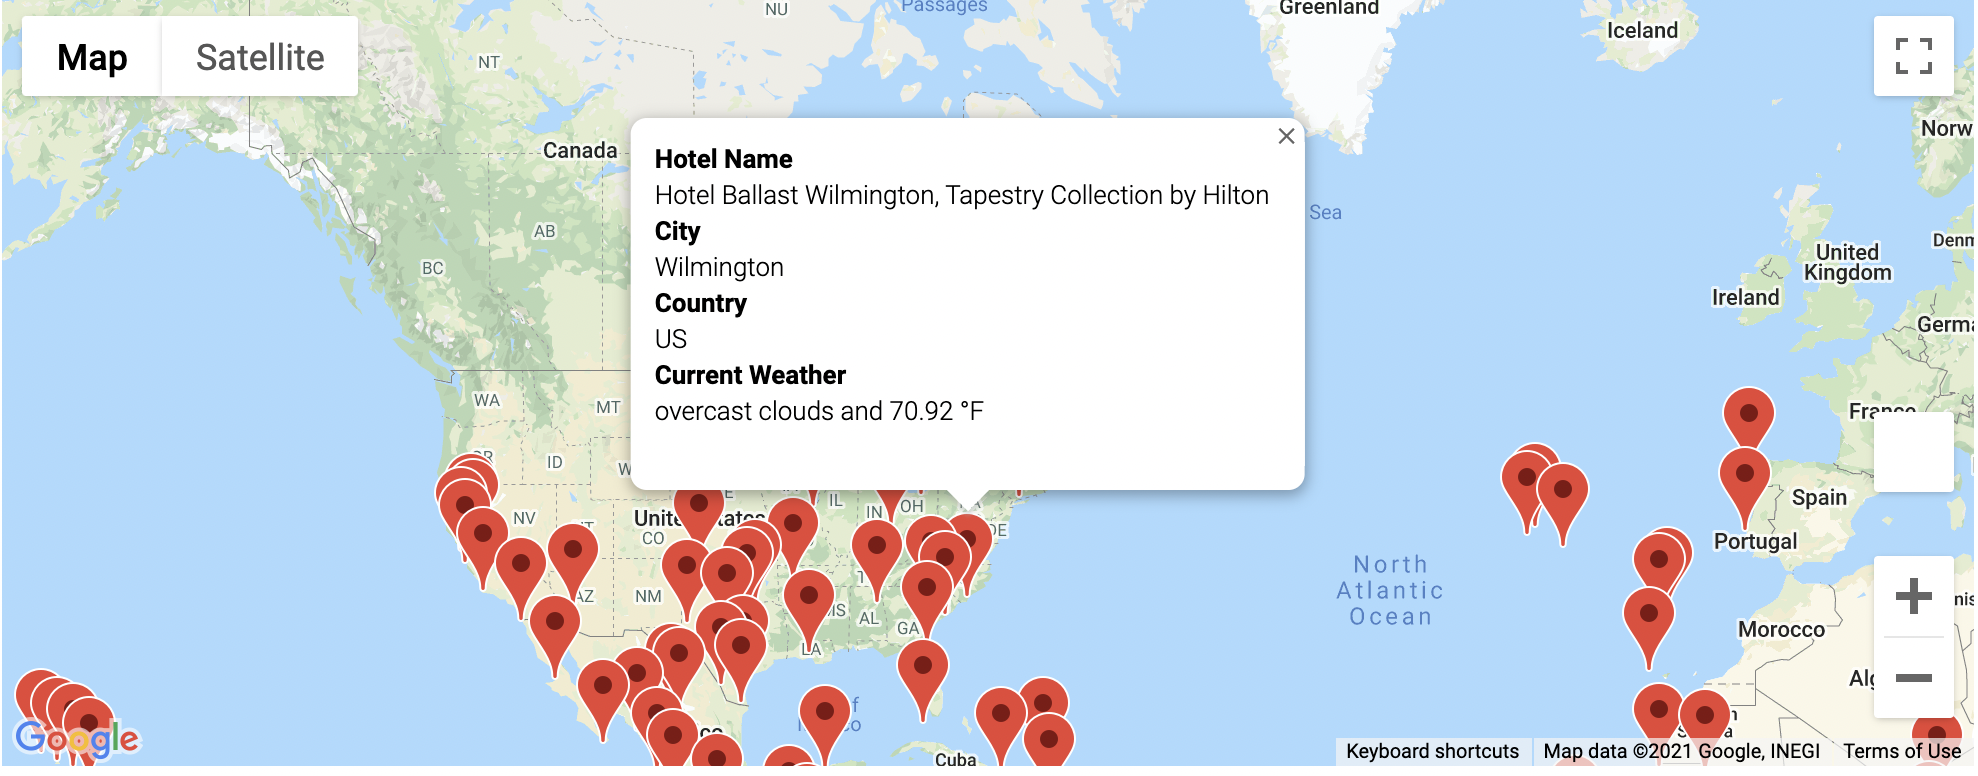 NU
Passages
Greenland
Iceland
Map
Satellite
NT
Norw
Canada
Hotel Name
Hotel Ballast Wilmington, Tapestry Collection by Hilton
City
Wilmington
Country
US
Current Weather
overcast clouds and 70.92 °F
Sea
AB
BC
United
Kingdom
Denm
Ireland
Germa
WA
MT
France
ID
Spain
IL
IN
OH
DE
NV
United States
CO
Portugal
North
Atlantic
Ocean
AZ
NM
AL
GA
LA
Morocco
Alg
Cuba
Google
Keyboard shortcuts
Map data ©2021 Google, INEGI
Terms of Use